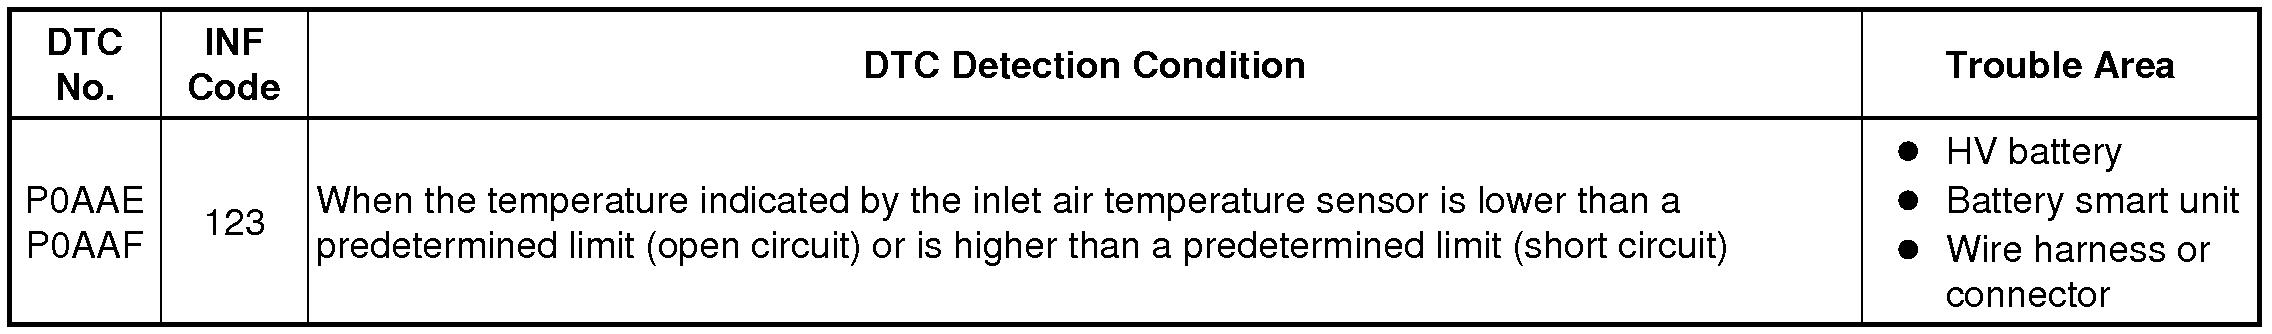 DTC
No.
INF
Code
DTC Detection Condition
Trouble Area
P0AAE
P0AAF
123
When the temperature indicated by the inlet air temperature sensor is lower than a
predetermined limit (open circuit) or is higher than a predetermined limit (short circuit)
● HV battery
● Battery smart unit
● Wire harness or
connector